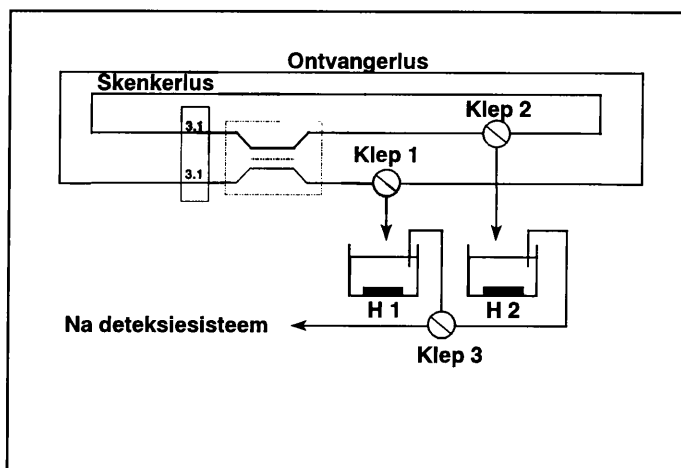 Ontvangerlus
Skenkerlus
Klep 2
3.1
Klep 1
3.1
H 1
H 2
Na deteksiesisteem
Klep 3